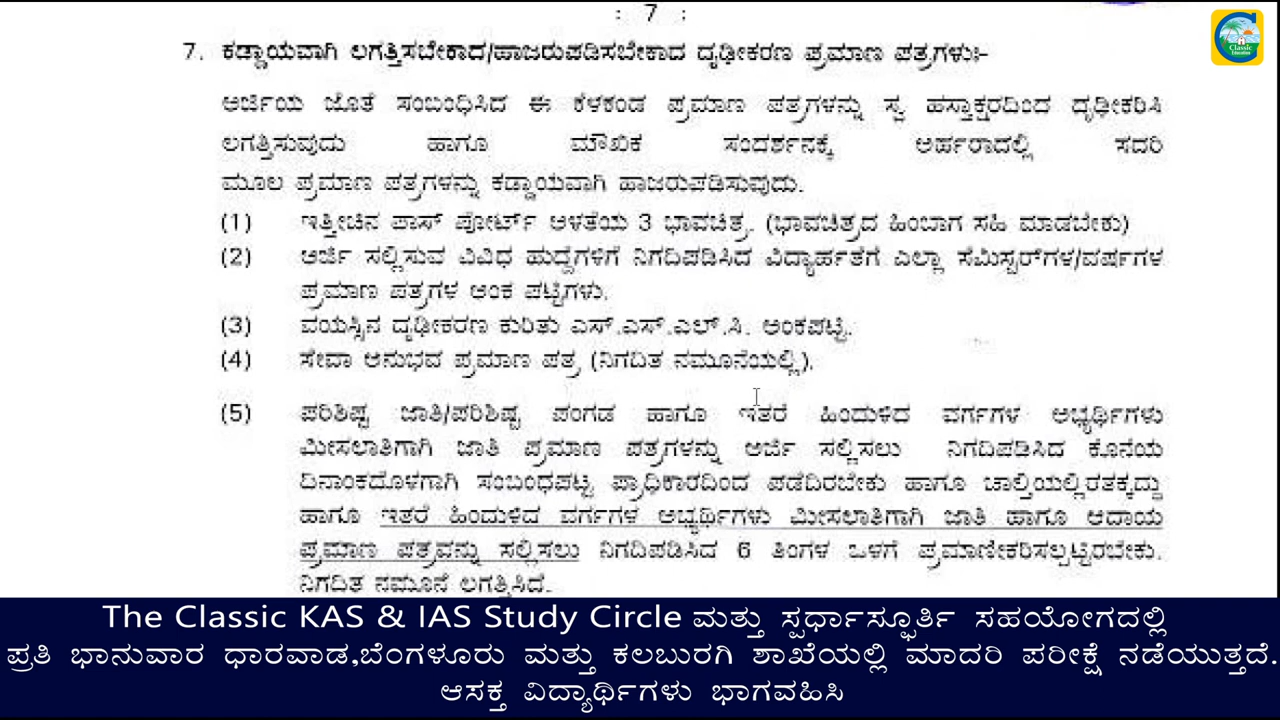 : 7 :
Classic
Education
7. ಕಡ್ಡಾಯವಾಗಿ ಲಗತ್ತಿಸಬೇಕಾದ/ಹಾಜರುಪಡಿಸಬೇಕಾದ ದೃಢೀಕರಣ ಪ್ರಮಾಣ ಪತ್ರಗಳು:-
ಅರ್ಜಿಯ ಜೊತೆ ಸಂಬಂಧಿಸಿದ ಈ ಕೆಳಕಂಡ ಪ್ರಮಾಣ ಪತ್ರಗಳನ್ನು ಸ್ವ ಹಸ್ತಾಕ್ಷರದಿಂದ ದೃಢೀಕರಿಸಿ
ಲಗತ್ತಿಸುವುದು ಹಾಗೂ ಮೌಖಿಕ ಸಂದರ್ಶನಕ್ಕೆ ಅರ್ಹರಾದಲ್ಲಿ ಸದರಿ
ಮೂಲ ಪ್ರಮಾಣ ಪತ್ರಗಳನ್ನು ಕಡ್ಡಾಯವಾಗಿ ಹಾಜರುಪಡಿಸುವುದು.
(1) ಇತ್ತೀಚಿನ ಪಾಸ್ ಪೋರ್ಟ್ ಅಳತೆಯ 3 ಭಾವಚಿತ್ರ. (ಭಾವಚಿತ್ರದ ಹಿಂಬಾಗ ಸಹಿ ಮಾಡಬೇಕು)
(2) ಅರ್ಜಿ ಸಲ್ಲಿಸುವ ವಿವಿಧ ಹುದ್ದೆಗಳಿಗೆ ನಿಗದಿಪಡಿಸಿದ ವಿದ್ಯಾರ್ಹತೆಗೆ ಎಲ್ಲಾ ಸೆಮಿಸ್ಟರ್‌ಗಳ/ವರ್ಷಗಳ
ಪ್ರಮಾಣ ಪತ್ರಗಳ ಅಂಕ ಪಟ್ಟಿಗಳು.
(3) ವಯಸ್ಸಿನ ದೃಢೀಕರಣ ಕುರಿತು ಎಸ್.ಎಸ್.ಎಲ್.ಸಿ. ಅಂಕಪಟ್ಟಿ.
(4) ಸೇವಾ ಅನುಭವ ಪ್ರಮಾಣ ಪತ್ರ (ನಿಗದಿತ ನಮೂನೆಯಲ್ಲಿ).
(5) ಪರಿಶಿಷ್ಟ ಜಾತಿ/ಪರಿಶಿಷ್ಟ ಪಂಗಡ ಹಾಗೂ ಇತರೆ ಹಿಂದುಳಿದ ವರ್ಗಗಳ ಅಭ್ಯರ್ಥಿಗಳು
ಮೀಸಲಾತಿಗಾಗಿ ಜಾತಿ ಪ್ರಮಾಣ ಪತ್ರಗಳನ್ನು ಅರ್ಜಿ ಸಲ್ಲಿಸಲು ನಿಗದಿಪಡಿಸಿದ ಕೊನೆಯ
ದಿನಾಂಕದೊಳಗಾಗಿ ಸಂಬಂಧಪಟ್ಟ ಪ್ರಾಧಿಕಾರದಿಂದ ಪಡೆದಿರಬೇಕು ಹಾಗೂ ಚಾಲ್ತಿಯಲ್ಲಿರತಕ್ಕದ್ದು
ಹಾಗೂ ಇತರೆ ಹಿಂದುಳಿದ ವರ್ಗಗಳ ಅಭ್ಯರ್ಥಿಗಳು ಮೀಸಲಾತಿಗಾಗಿ ಜಾತಿ ಹಾಗೂ ಆದಾಯ
ಪ್ರಮಾಣ ಪತ್ರವನ್ನು ಸಲ್ಲಿಸಲು ನಿಗದಿಪಡಿಸಿದ 6 ತಿಂಗಳ ಒಳಗೆ ಪ್ರಮಾಣೀಕರಿಸಲ್ಪಟ್ಟಿರಬೇಕು.
ನಿಗದಿತ ನಮೂನೆ ಲಗತ್ತಿಸಿದೆ.
The Classic KAS & IAS Study Circle ಮತ್ತು ಸ್ಪರ್ಧಾಸ್ಫೂರ್ತಿ ಸಹಯೋಗದಲ್ಲಿ
ಪ್ರತಿ ಭಾನುವಾರ ಧಾರವಾಡ,ಬೆಂಗಳೂರು ಮತ್ತು ಕಲಬುರಗಿ ಶಾಖೆಯಲ್ಲಿ ಮಾದರಿ ಪರೀಕ್ಷೆ ನಡೆಯುತ್ತದೆ.
ಆಸಕ್ತ ವಿದ್ಯಾರ್ಥಿಗಳು ಭಾಗವಹಿಸಿ